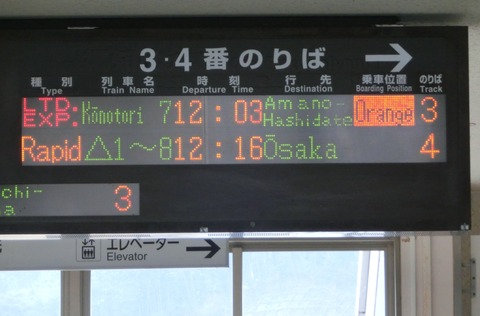 3・4番のりば →
種別 列車名 時刻 行先 乗車位置 のりば
Type Train Name Departure Time Destination Boarding Position Track
LTD. EXP. Kōnotori 7 12:03 Amano-Hashidate Orange 3
Rapid △1～8 12:16 Ōsaka 4
chi-
a 3
エレベーター →
Elevator